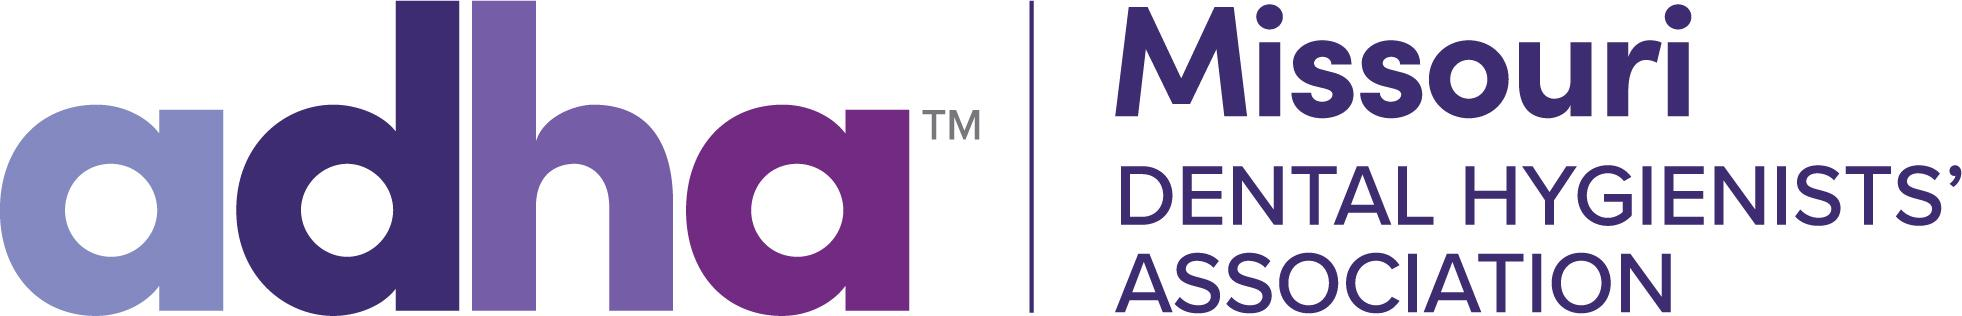 adha™
Missouri
DENTAL HYGIENISTS’
ASSOCIATION